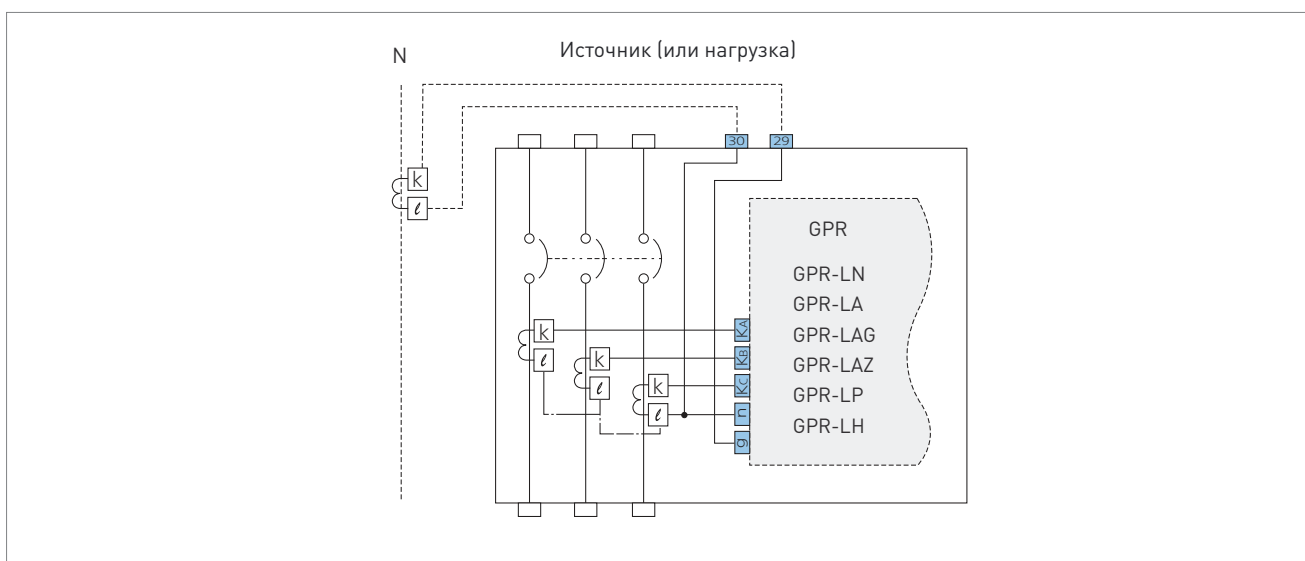 N
Источник (или нагрузка)
30
29
k
ℓ
GPR
GPR-LN
GPR-LA
GPR-LAG
GPR-LAZ
GPR-LP
GPR-LH
k
ℓ
k
ℓ
k
ℓ
KA
KB
KC
n
g